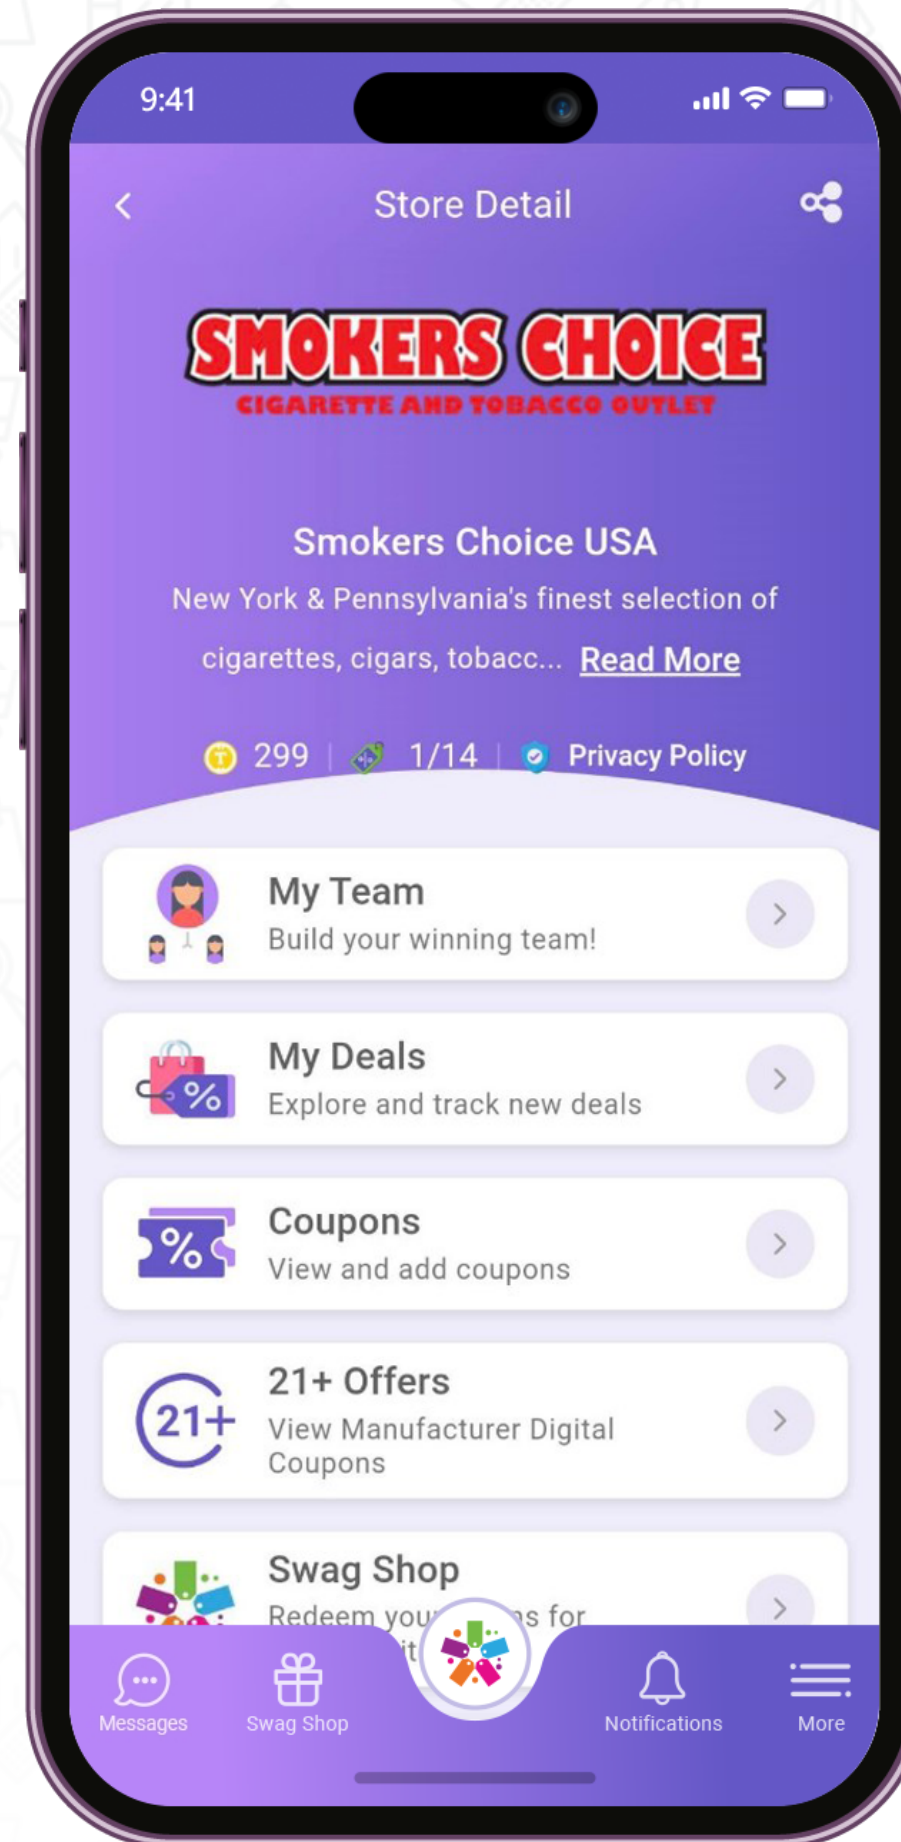 9:41
Store Detail
SMOKERS CHOICE
CIGARETTE AND TOBACCO OUTLET
Smokers Choice USA
New York & Pennsylvania's finest selection of
cigarettes, cigars, tobacc... Read More
T 299 1/14 Privacy Policy
My Team
Build your winning team!
My Deals
Explore and track new deals
%
Coupons
View and add coupons
%
21+ Offers
21+
View Manufacturer Digital
Coupons
Swag Shop
Redeem for
Messages
Swag Shop
Notifications
More